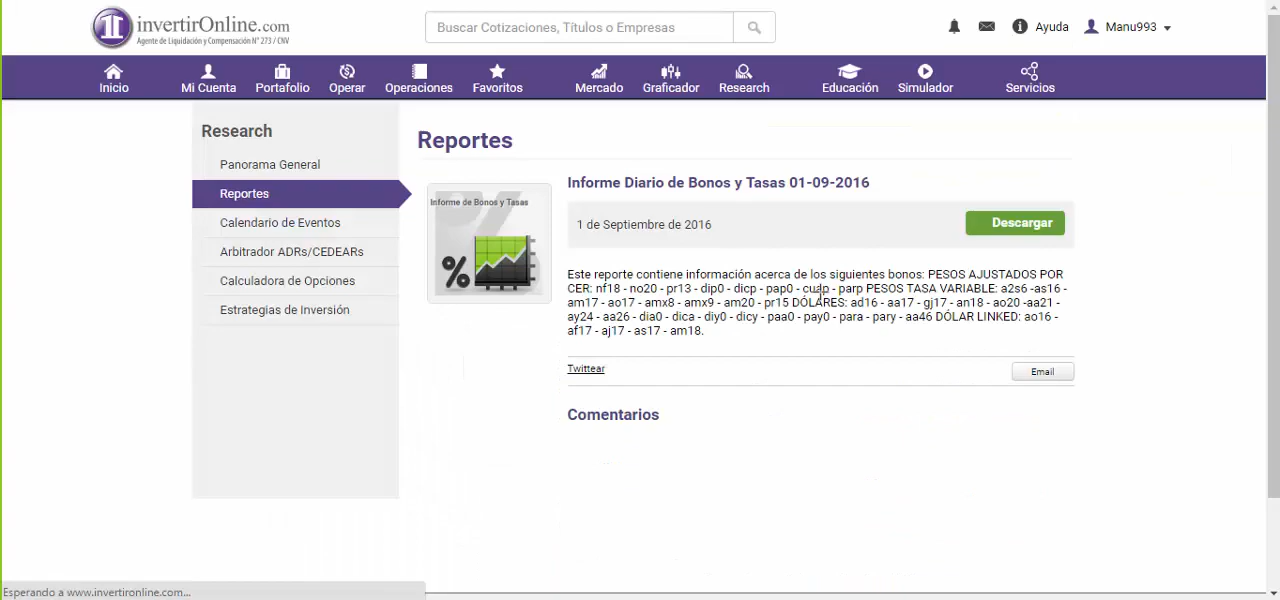 invertirOnline.com
Agente de Liquidación y Compensación N° 273 / CNV
Buscar Cotizaciones, Títulos o Empresas
Ayuda
Manu993
Inicio
Mi Cuenta
Portafolio
Operar
Operaciones
Favoritos
Mercado
Graficador
Research
Educación
Simulador
Servicios
Research
Panorama General
Reportes
Calendario de Eventos
Arbitrador ADRs/CEDEARs
Calculadora de Opciones
Estrategias de Inversión
Reportes
Informe de Bonos y Tasas
%
Informe Diario de Bonos y Tasas 01-09-2016
1 de Septiembre de 2016
Descargar
Este reporte contiene información acerca de los siguientes bonos: PESOS AJUSTADOS POR
CER: nf18 - no20 - pr13 - dip0 - dicp - pap0 - cuap - parp PESOS TASA VARIABLE: a2s6 -as16 -
am17 - ao17 - amx8 - amx9 - am20 - pr15 DÓLARES: ad16 - aa17 - gj17 - an18 - ao20 -aa21 -
ay24 - aa26 - dia0 - dica - diy0 - dicy - paa0 - pay0 - para - pary - aa46 DÓLAR LINKED: ao16 -
af17 - aj17 - as17 - am18.
Twittear
Email
Comentarios
Esperando a www.invertironline.com...